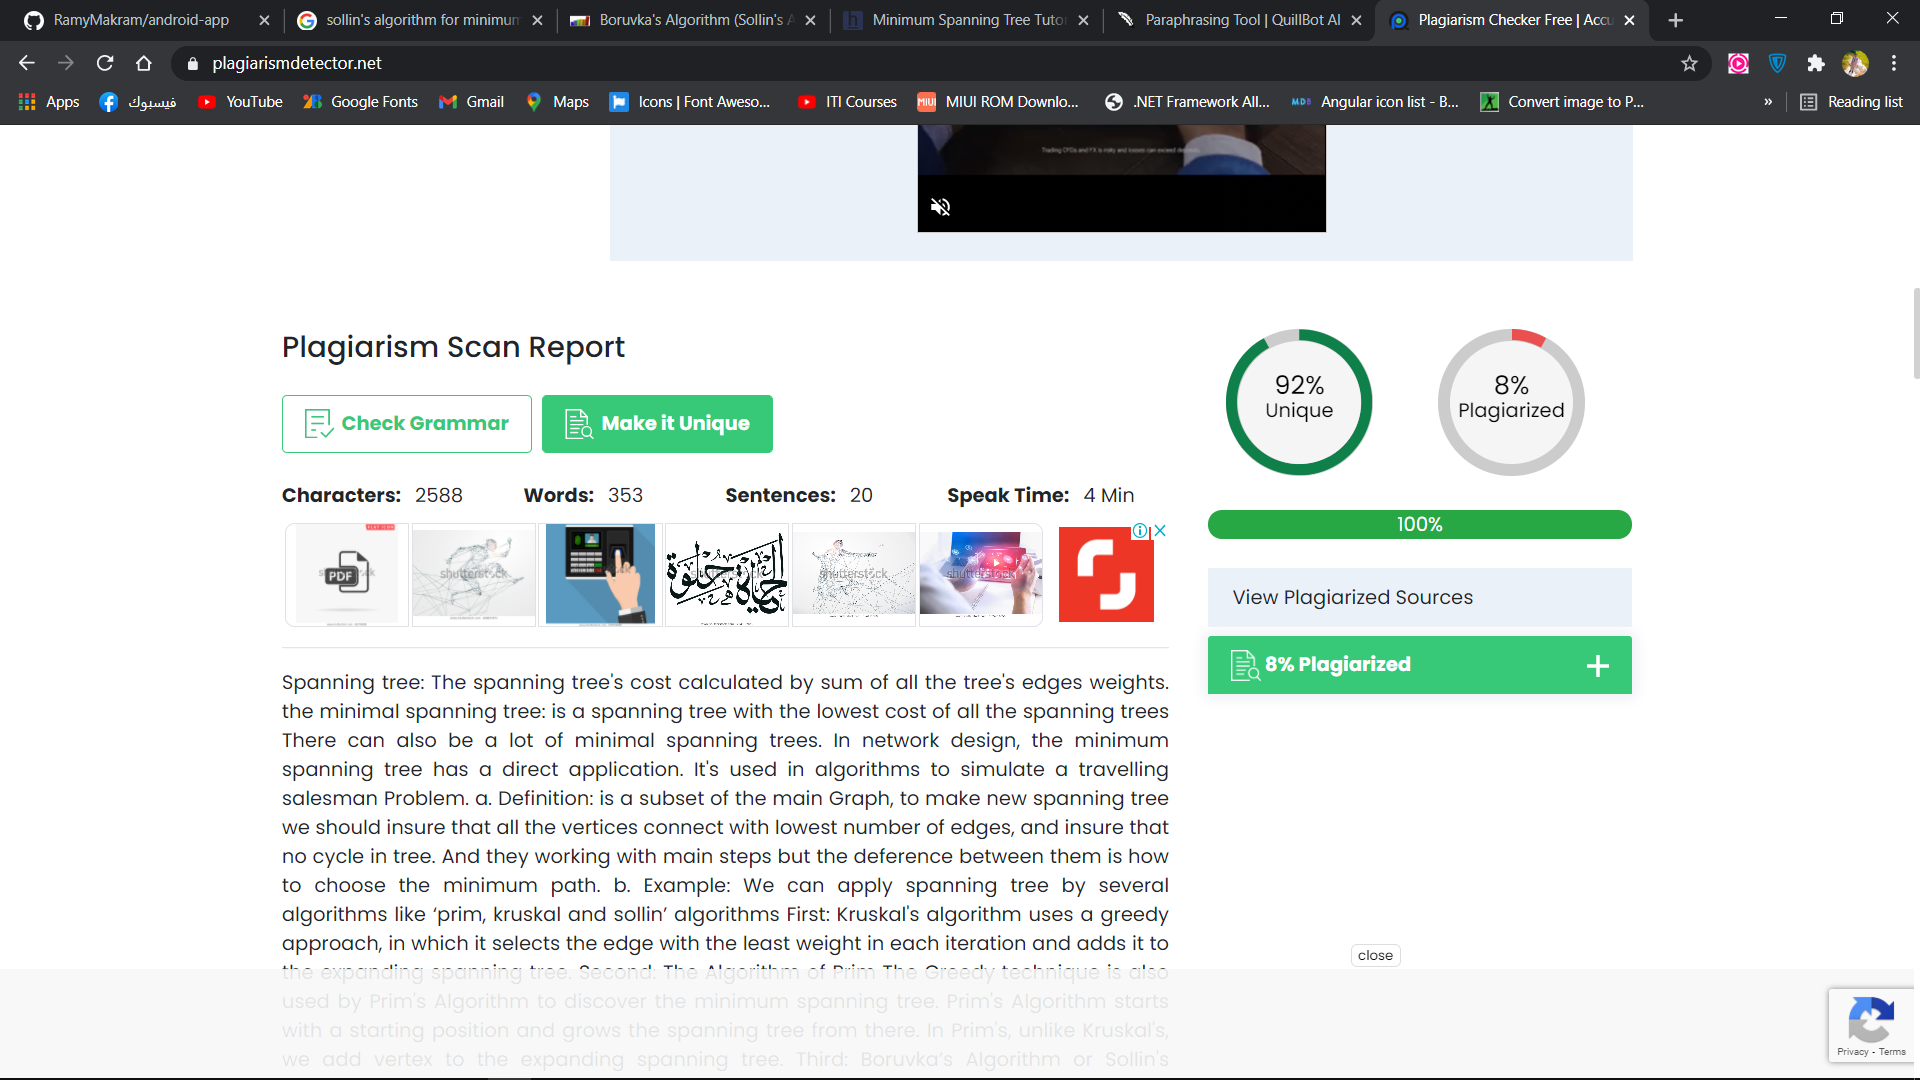 RamyMakram/android-app
sollin's algorithm for minimum
Boruvka's Algorithm (Sollin's A
Minimum Spanning Tree Tuto
Paraphrasing Tool | QuillBot AI
Plagiarism Checker Free | Accu
plagiarismdetector.net
Apps
فيسبوك
YouTube
Google Fonts
Gmail
Maps
Icons | Font Aweso...
ITI Courses
MIUI ROM Downlo...
.NET Framework All...
Angular icon list - B...
Convert image to P...
»
Reading list
Plagiarism Scan Report
Check Grammar
Make it Unique
92%
Unique
8%
Plagiarized
Characters: 2588 Words: 353 Sentences: 20 Speak Time: 4 Min
100%
PDF
shutterstock
الحياة حلوة
shutterstock
shutterstock
View Plagiarized Sources
8% Plagiarized
Spanning tree: The spanning tree's cost calculated by sum of all the tree's edges weights.
the minimal spanning tree: is a spanning tree with the lowest cost of all the spanning trees
There can also be a lot of minimal spanning trees. In network design, the minimum
spanning tree has a direct application. It's used in algorithms to simulate a travelling
salesman Problem. a. Definition: is a subset of the main Graph, to make new spanning tree
we should insure that all the vertices connect with lowest number of edges, and insure that
no cycle in tree. And they working with main steps but the deference between them is how
to choose the minimum path. b. Example: We can apply spanning tree by several
algorithms like ‘prim, kruskal and sollin’ algorithms First: Kruskal's algorithm uses a greedy
approach, in which it selects the edge with the least weight in each iteration and adds it to
the expanding spanning tree. Second: The Algorithm of Prim The Greedy technique is also
used by Prim's Algorithm to discover the minimum spanning tree. Prim's Algorithm starts
with a starting position and grows the spanning tree from there. In Prim's, unlike Kruskal's,
we add vertex to the expanding spanning tree. Third: Boruvka’s Algorithm or Sollin's
close
Privacy - Terms